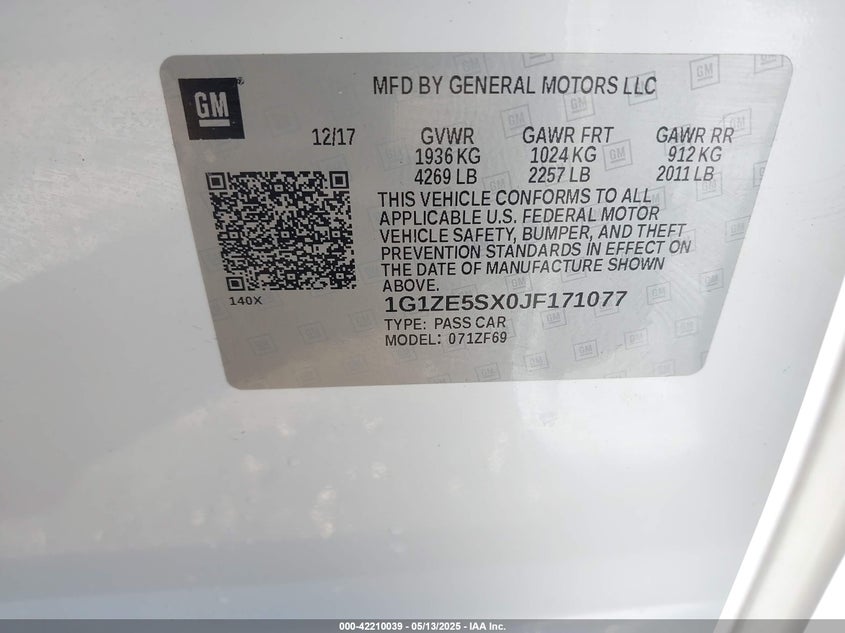 GM
MFD BY GENERAL MOTORS LLC
12/17
GVWR GAWR FRT GAWR RR
1936 KG 1024 KG 912 KG
4269 LB 2257 LB 2011 LB
THIS VEHICLE CONFORMS TO ALL
APPLICABLE U.S. FEDERAL MOTOR
VEHICLE SAFETY, BUMPER, AND THEFT
PREVENTION STANDARDS IN EFFECT ON
THE DATE OF MANUFACTURE SHOWN
ABOVE.
140X
1G1ZE5SX0JF171077
TYPE: PASS CAR
MODEL: 071ZF69
000-42210039 - 05/13/2025 - IAA Inc.